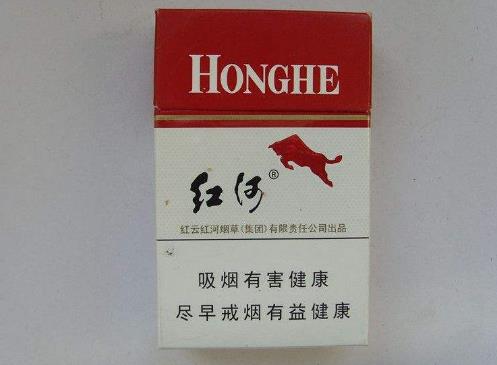 HONGHE
红河®
红云红河烟草(集团)有限责任公司出品
吸烟有害健康
尽早戒烟有益健康